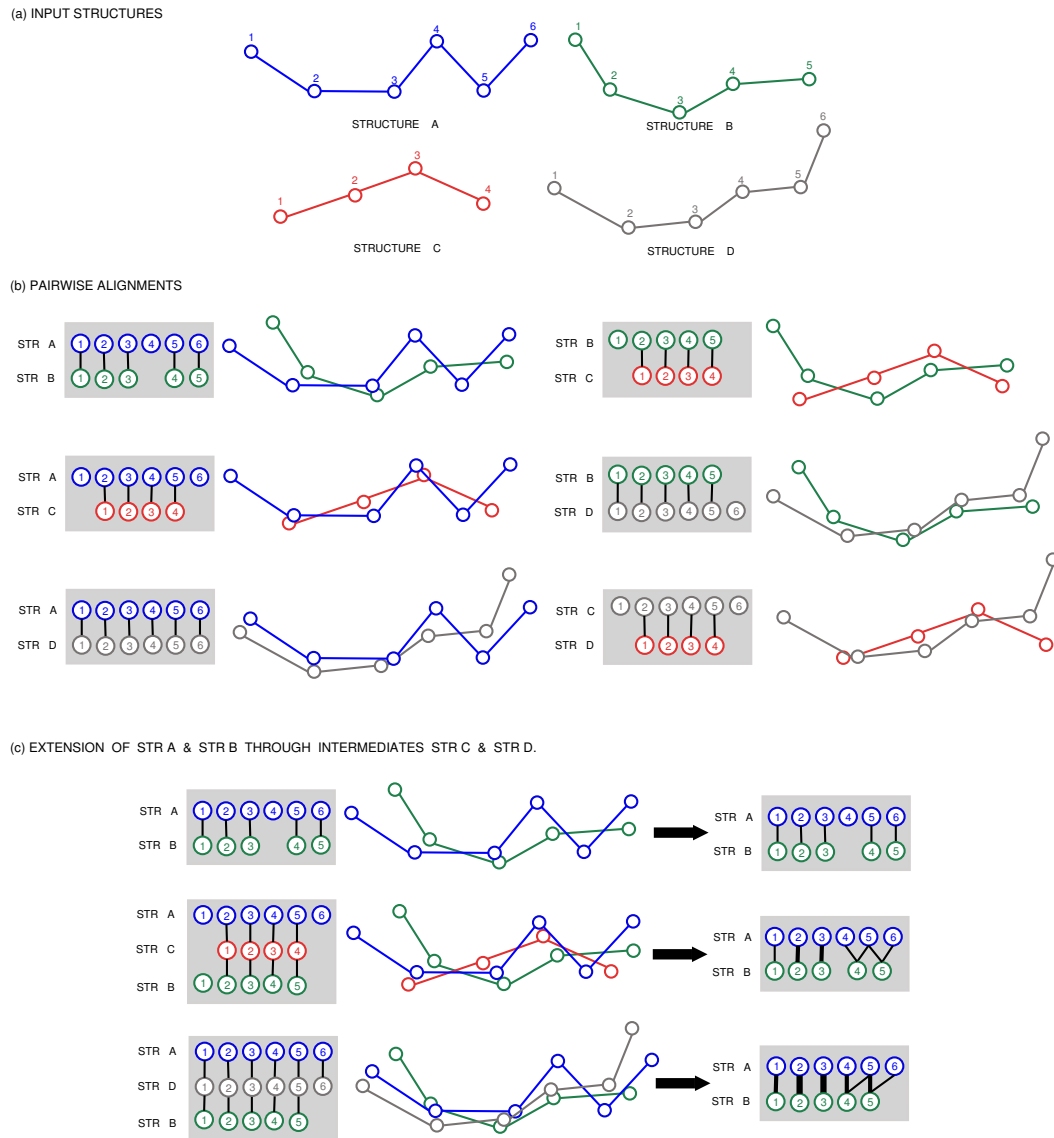 (a) INPUT STRUCTURES
1 2 3 4 5 6
STRUCTURE A
1 2 3 4 5
STRUCTURE B
1 2 3 4
STRUCTURE C
1 2 3 4 5 6
STRUCTURE D
(b) PAIRWISE ALIGNMENTS
STR A 1 2 3 4 5 6
STR B 1 2 3 4 5
STR B 1 2 3 4 5
STR C 1 2 3 4
STR A 1 2 3 4 5 6
STR C 1 2 3 4
STR B 1 2 3 4 5
STR D 1 2 3 4 5 6
STR A 1 2 3 4 5 6
STR D 1 2 3 4 5 6
STR C 1 2 3 4 5 6
STR D 1 2 3 4
(c) EXTENSION OF STR A & STR B THROUGH INTERMEDIATES STR C & STR D.
STR A 1 2 3 4 5 6
STR B 1 2 3 4 5
STR A 1 2 3 4 5 6
STR B 1 2 3 4 5
STR A 1 2 3 4 5 6
STR C 1 2 3 4
STR B 1 2 3 4 5
STR A 1 2 3 4 5 6
STR B 1 2 3 4 5
STR A 1 2 3 4 5 6
STR D 1 2 3 4 5 6
STR B 1 2 3 4 5
STR A 1 2 3 4 5 6
STR B 1 2 3 4 5